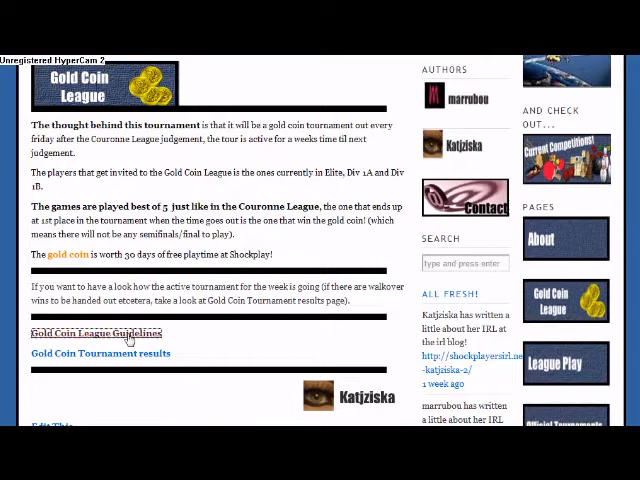 Unregistered HyperCam 2
Gold Coin
League
The thought behind this tournament is that it will be a gold coin tournament out every
friday after the Couronne League judgement, the tour is active for a weeks time til next
judgement.
The players that get invited to the Gold Coin League is the ones currently in Elite, Div 1A and Div
1B.
The games are played best of 5 just like in the Couronne League, the one that ends up
at 1st place in the tournament when the time goes out is the one that win the gold coin! (which
means there will not be any semifinals/final to play).
The gold coin is worth 30 days of free playtime at Shockplay!
If you want to have a look how the active tournament for the week is going (if there are walkover
wins to be handed out etcetera, take a look at Gold Coin Tournament results page).
Gold Coin League Guidelines
Gold Coin Tournament results
Katjziska
Edit This
AUTHORS
marrubou
Katjziska
Contact
SEARCH
type and press enter
ALL FRESH!
Katjziska has written a
little about her IRL at
the irl blog!
http://shockplayersirl.ne
-katjziska-2/
1 week ago
marrubou has written
a little about her IRL
AND CHECK
OUT...
Current Competitions!
PAGES
About
Gold Coin
League
League Play
Official Tournaments